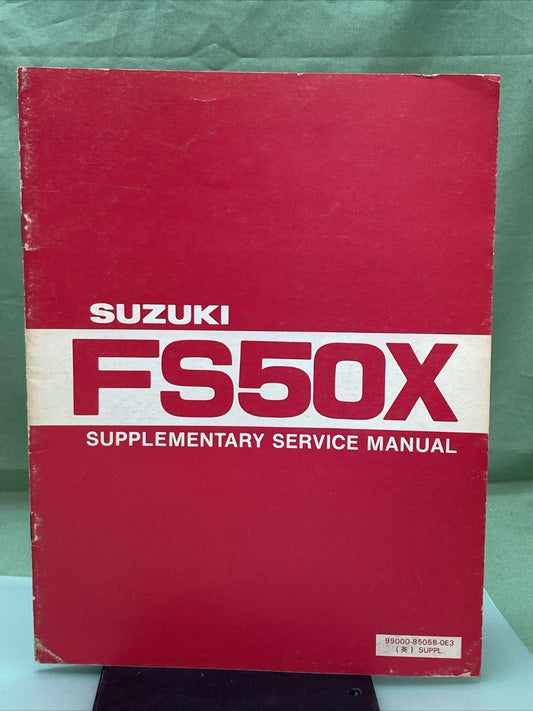 SUZUKI
FS50X
SUPPLEMENTARY SERVICE MANUAL
99000-85058-0E3
(英) SUPPL.